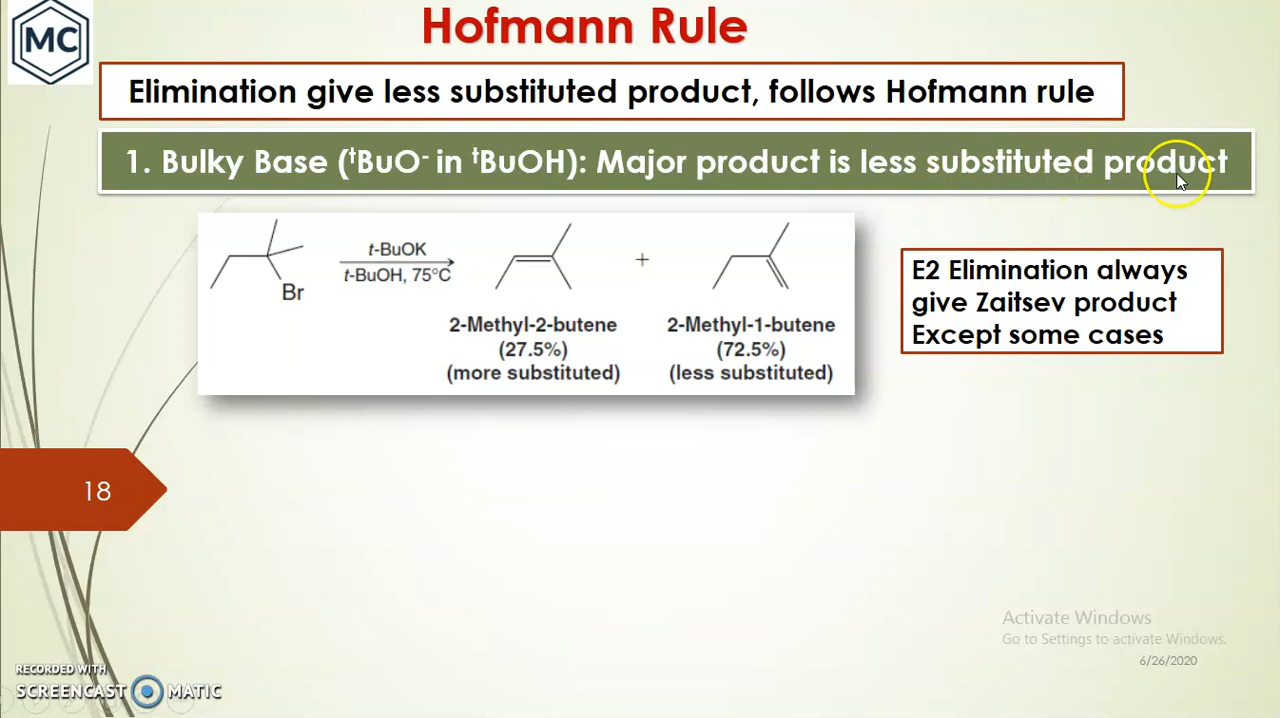 MC
Hofmann Rule
Elimination give less substituted product, follows Hofmann rule
1. Bulky Base (ᵗBuO⁻ in ᵗBuOH): Major product is less substituted product
t-BuOK
t-BuOH, 75°C
Br
+
2-Methyl-2-butene
(27.5%)
(more substituted)
2-Methyl-1-butene
(72.5%)
(less substituted)
E2 Elimination always
give Zaitsev product
Except some cases
18
Activate Windows
Go to Settings to activate Windows.
6/26/2020
RECORDED WITH
SCREENCAST MATIC